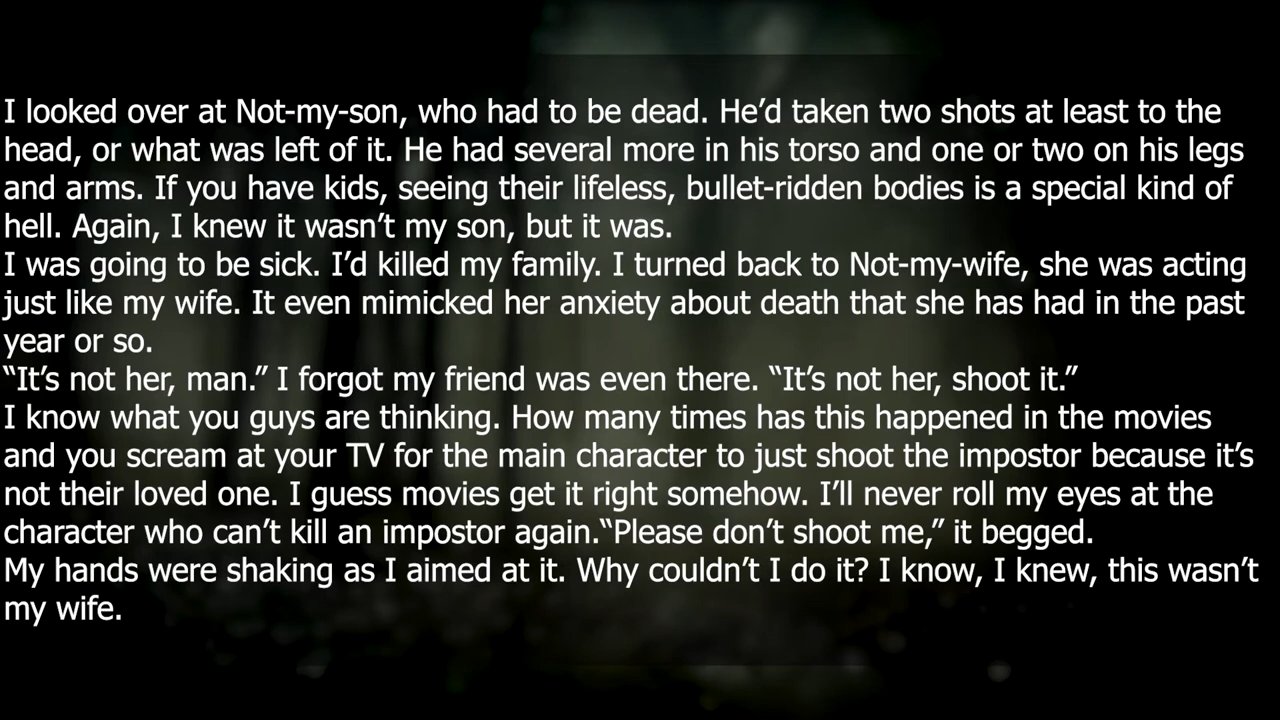 I looked over at Not-my-son, who had to be dead. He’d taken two shots at least to the
head, or what was left of it. He had several more in his torso and one or two on his legs
and arms. If you have kids, seeing their lifeless, bullet-ridden bodies is a special kind of
hell. Again, I knew it wasn’t my son, but it was.
I was going to be sick. I’d killed my family. I turned back to Not-my-wife, she was acting
just like my wife. It even mimicked her anxiety about death that she has had in the past
year or so.
“It’s not her, man.” I forgot my friend was even there. “It’s not her, shoot it.”
I know what you guys are thinking. How many times has this happened in the movies
and you scream at your TV for the main character to just shoot the impostor because it’s
not their loved one. I guess movies get it right somehow. I’ll never roll my eyes at the
character who can’t kill an impostor again.“Please don’t shoot me,” it begged.
My hands were shaking as I aimed at it. Why couldn’t I do it? I know, I knew, this wasn’t
my wife.